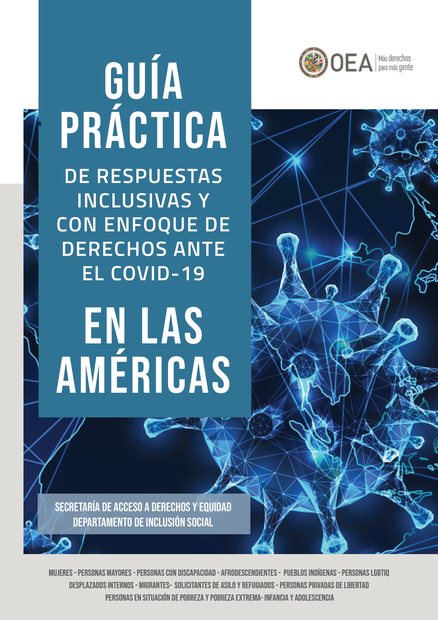 OEA
Más derechos
para más gente
GUÍA
PRÁCTICA
DE RESPUESTAS
INCLUSIVAS Y
CON ENFOQUE DE
DERECHOS ANTE
EL COVID-19
EN LAS
AMÉRICAS
SECRETARÍA DE ACCESO A DERECHOS Y EQUIDAD
DEPARTAMENTO DE INCLUSIÓN SOCIAL
MUJERES - PERSONAS MAYORES - PERSONAS CON DISCAPACIDAD - AFRODESCENDIENTES - PUEBLOS INDÍGENAS - PERSONAS LGBTIQ
DESPLAZADOS INTERNOS - MIGRANTES- SOLICITANTES DE ASILO Y REFUGIADOS - PERSONAS PRIVADAS DE LIBERTAD
PERSONAS EN SITUACIÓN DE POBREZA Y POBREZA EXTREMA- INFANCIA Y ADOLESCENCIA